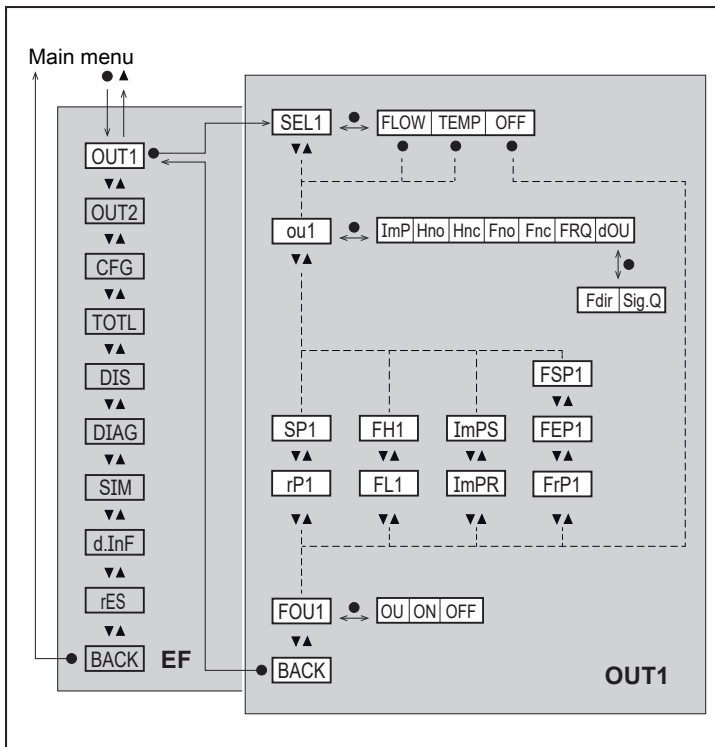 Main menu
OUT1
OUT2
CFG
TOTL
DIS
DIAG
SIM
d.InF
rES
BACK EF
SEL1 FLOW TEMP OFF
ou1 ImP Hno Hnc Fno Fnc FRQ dOU
Fdir Sig.Q
FSP1
SP1 FH1 ImPS FEP1
rP1 FL1 ImPR FrP1
FOU1 OU ON OFF
BACK
OUT1